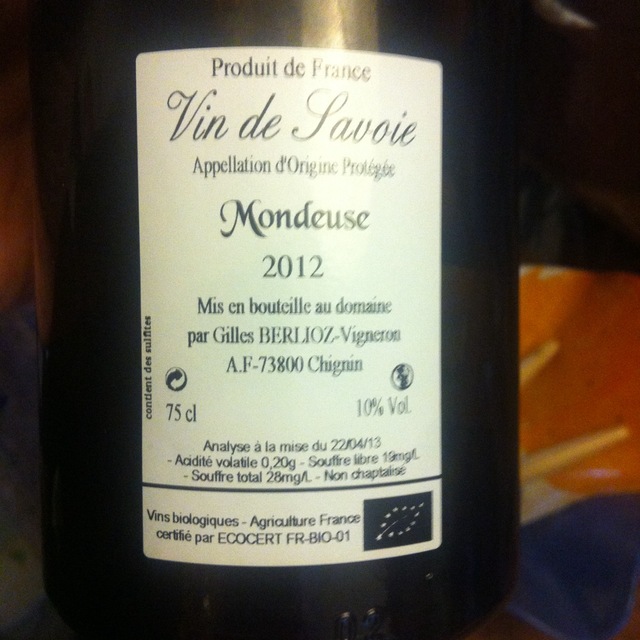 Produit de France
Vin de Savoie
Appellation d'Origine Protégée
Mondeuse
2012
Mis en bouteille au domaine
par Gilles BERLIOZ-Vigneron
A.F-73800 Chignin
contient des sulfites
75 cl
10% Vol.
Analyse à la mise du 22/04/13
- Acidité volatile 0,20g - Souffre libre 19mg/L
- Souffre total 28mg/L - Non chaptalisé
Vins biologiques - Agriculture France
certifié par ECOCERT FR-BIO-01